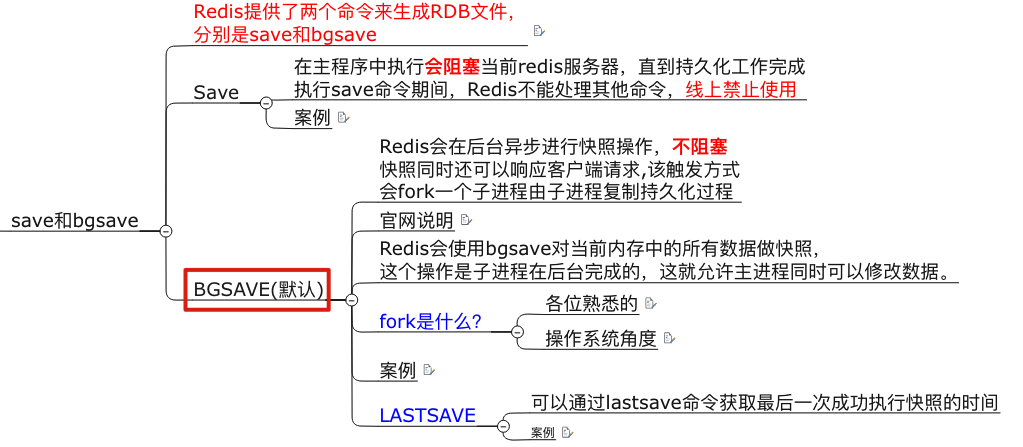 Redis提供了两个命令来生成RDB文件，
分别是save和bgsave
在主程序中执行会阻塞当前redis服务器，直到持久化工作完成
执行save命令期间，Redis不能处理其他命令，线上禁止使用
Save
案例
Redis会在后台异步进行快照操作，不阻塞
快照同时还可以响应客户端请求,该触发方式
会fork一个子进程由子进程复制持久化过程
官网说明
save和bgsave
Redis会使用bgsave对当前内存中的所有数据做快照，
这个操作是子进程在后台完成的，这就允许主进程同时可以修改数据。
BGSAVE(默认)
各位熟悉的
fork是什么？
操作系统角度
案例
可以通过lastsave命令获取最后一次成功执行快照的时间
LASTSAVE
案例